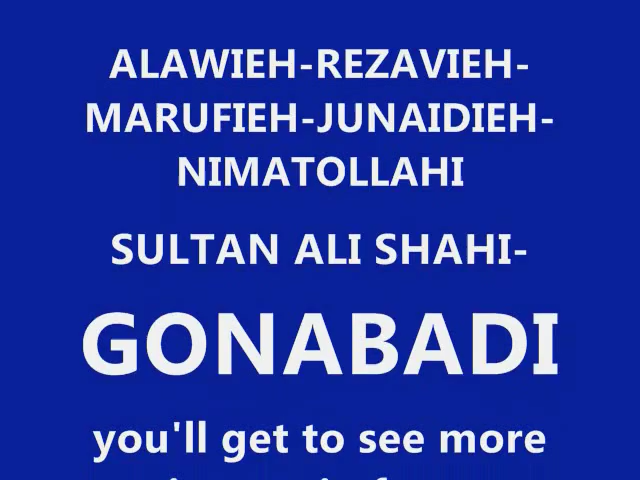 ALAWIEH-REZAVIEH-
MARUFIEH-JUNAIDIEH-
NIMATOLLAHI
SULTAN ALI SHAHI-
GONABADI
you'll get to see more